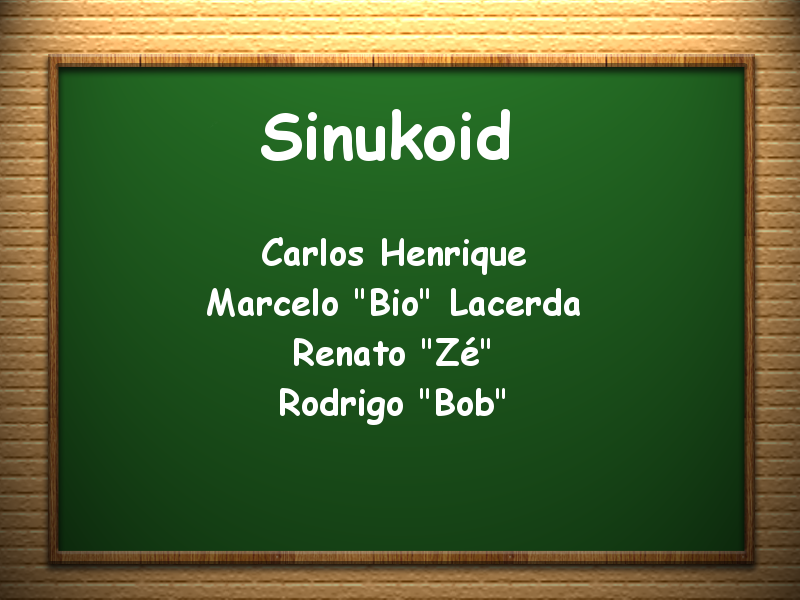 Sinukoid
Carlos Henrique
Marcelo "Bio" Lacerda
Renato "Zé"
Rodrigo "Bob"